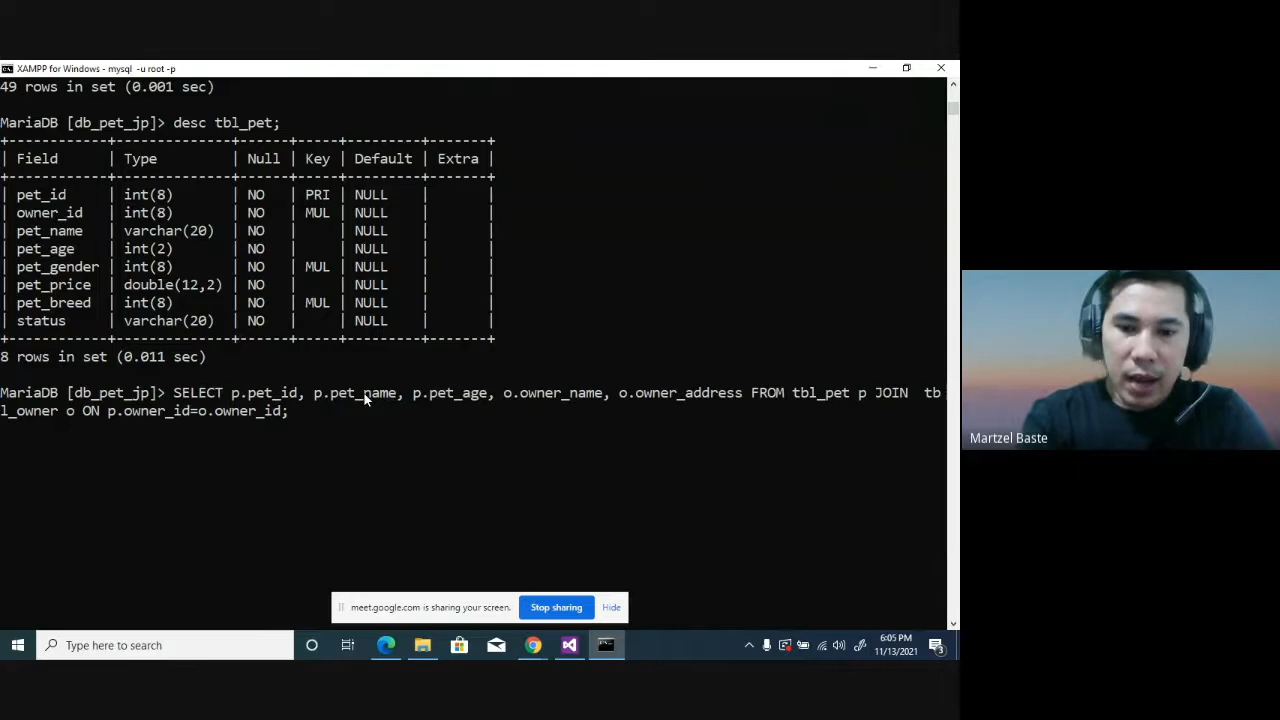 XAMPP for Windows - mysql -u root -p
49 rows in set (0.001 sec)
MariaDB [db_pet_jp]> desc tbl_pet;
+------------+--------------+------+-----+---------+-------+
| Field | Type | Null | Key | Default | Extra |
+------------+--------------+------+-----+---------+-------+
| pet_id | int(8) | NO | PRI | NULL | |
| owner_id | int(8) | NO | MUL | NULL | |
| pet_name | varchar(20) | NO | | NULL | |
| pet_age | int(2) | NO | | NULL | |
| pet_gender | int(8) | NO | MUL | NULL | |
| pet_price | double(12,2) | NO | | NULL | |
| pet_breed | int(8) | NO | MUL | NULL | |
| status | varchar(20) | NO | | NULL | |
+------------+--------------+------+-----+---------+-------+
8 rows in set (0.011 sec)
MariaDB [db_pet_jp]> SELECT p.pet_id, p.pet_name, p.pet_age, o.owner_name, o.owner_address FROM tbl_pet p JOIN  tb
l_owner o ON p.owner_id=o.owner_id;
Martzel Baste
meet.google.com is sharing your screen.
Stop sharing
Hide
Type here to search
6:05 PM
11/13/2021
3